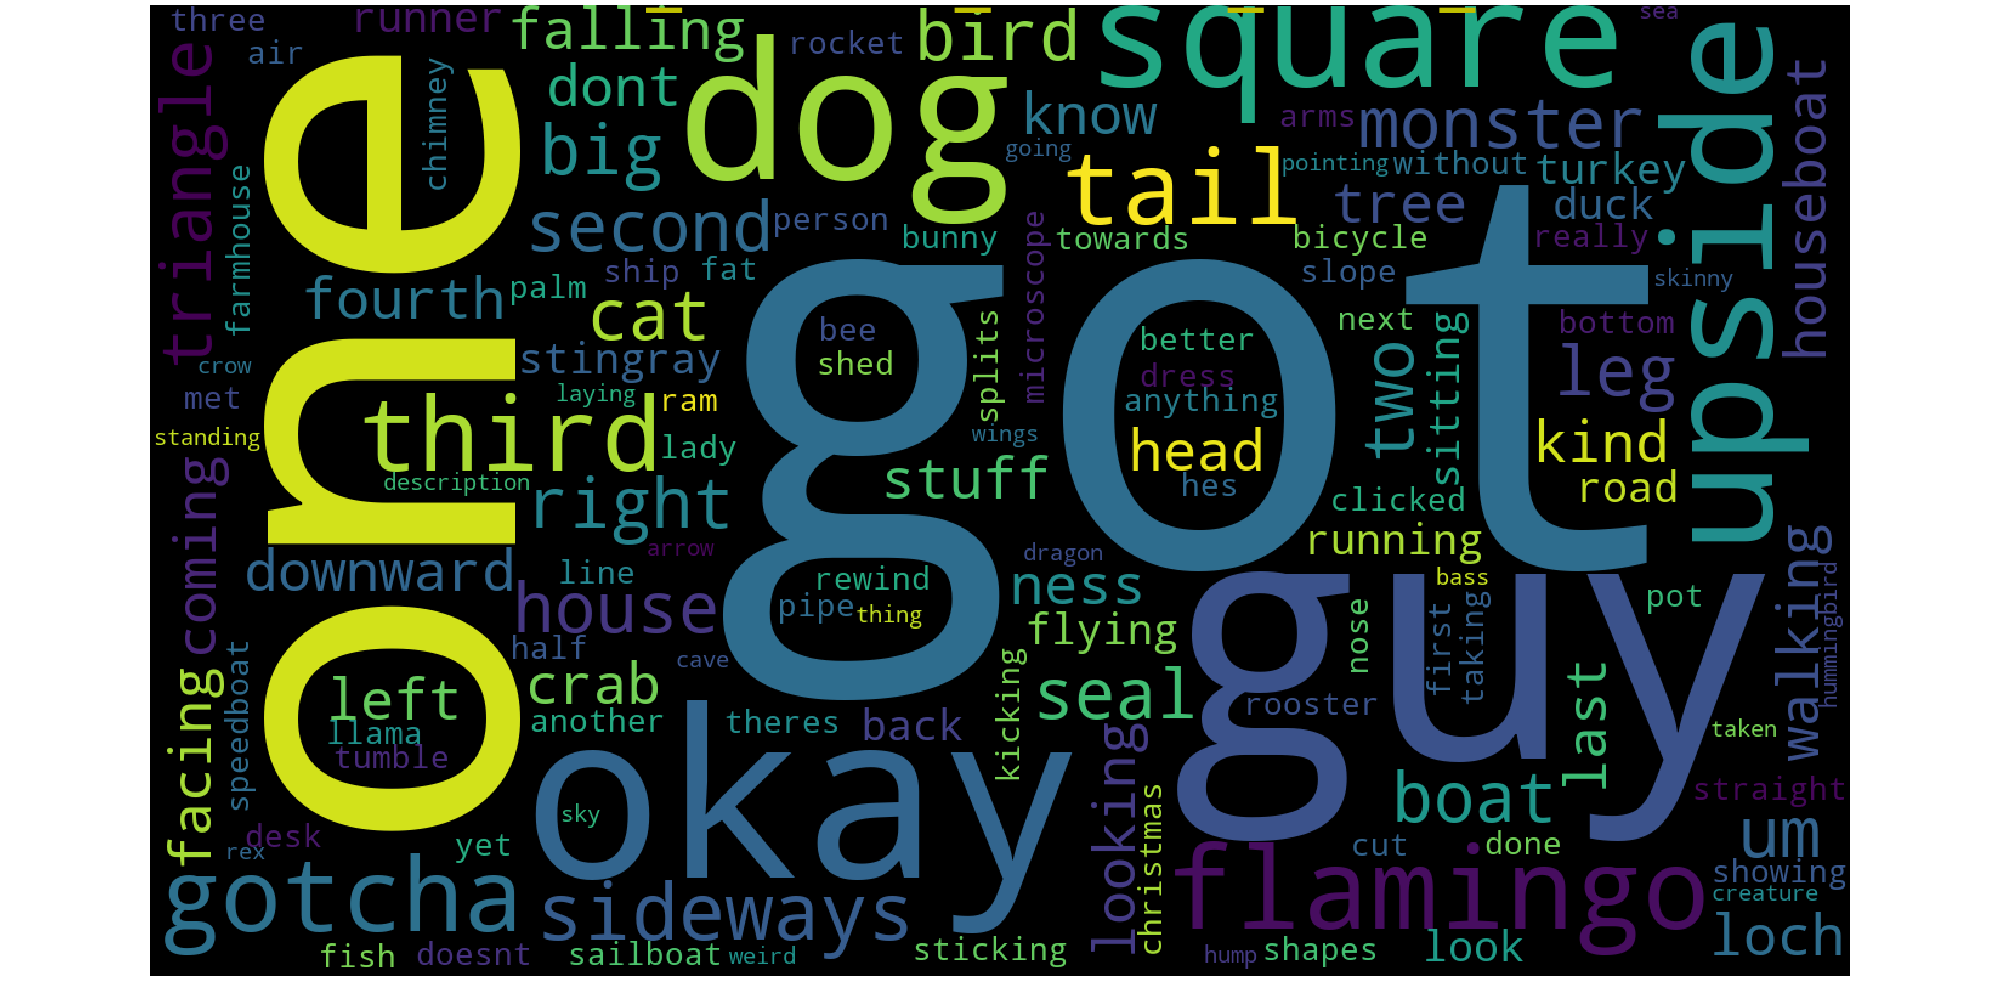 three
runner
falling
bird
square
sea
air
rocket
triangle
one
chimney
dont
dog
know
arms
monster
upside
houseboat
big
going
tail
pointing
without
turkey
farmhouse
second
person
bunny
microscope
towards
tree
duck
bicycle
really
fourth
palm
ship
fat
got
slope
skinny
cat
bee
splits
better
next
bottom
crow
stingray
shed
dress
two
sitting
leg
met
laying
ram
anything
standing
third
lady
wings
head
kind
coming
description
right
stuff
hes
clicked
road
arrow
dragon
running
walking
downward
line
rewind
ness
bass
hummingbird
house
pipe
thing
guy
nose
first
taking
pot
speedboat
half
cave
flying
facing
left
crab
kicking
seal
last
llama
another
theres
back
looking
rooster
taken
tumble
okay
christmas
boat
straight
desk
sky
yet
cut
done
um
rex
gotcha
sideways
flamingo
showing
creature
fish
doesnt
sailboat
weird
sticking
hump
shapes
look
loch